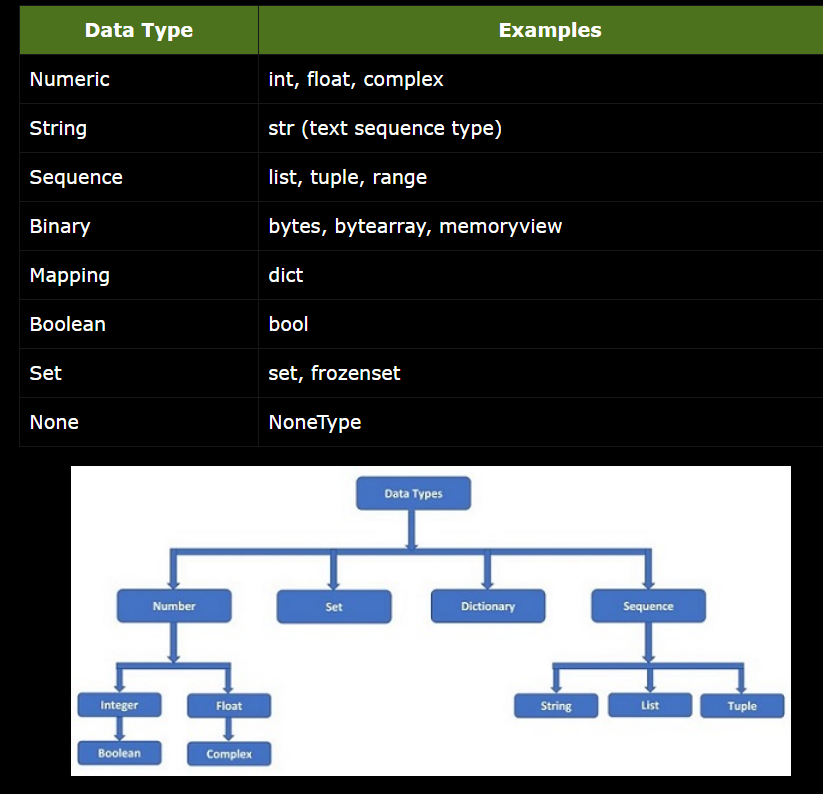 Data Type Examples
Numeric int, float, complex
String str (text sequence type)
Sequence list, tuple, range
Binary bytes, bytearray, memoryview
Mapping dict
Boolean bool
Set set, frozenset
None NoneType
Data Types
Number Set Dictionary Sequence
Integer Float String List Tuple
Boolean Complex